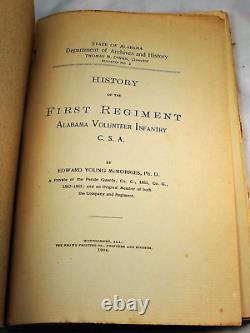 STATE OF ALABAMA
Department of Archives and History
THOMAS M. OWEN, Director
BULLETIN No. 2
HISTORY
OF THE
FIRST REGIMENT
ALABAMA VOLUNTEER INFANTRY
C. S. A.
BY
EDWARD YOUNG McMORRIES, Ph. D.
A Private of the Perote Guards, Co. C., 1861, Co. G.,
1862-1865; and an Original Member of both
the Company and Regiment.
MONTGOMERY, ALA.;
THE BROWN PRINTING CO., PRINTERS AND BINDERS.
1904.